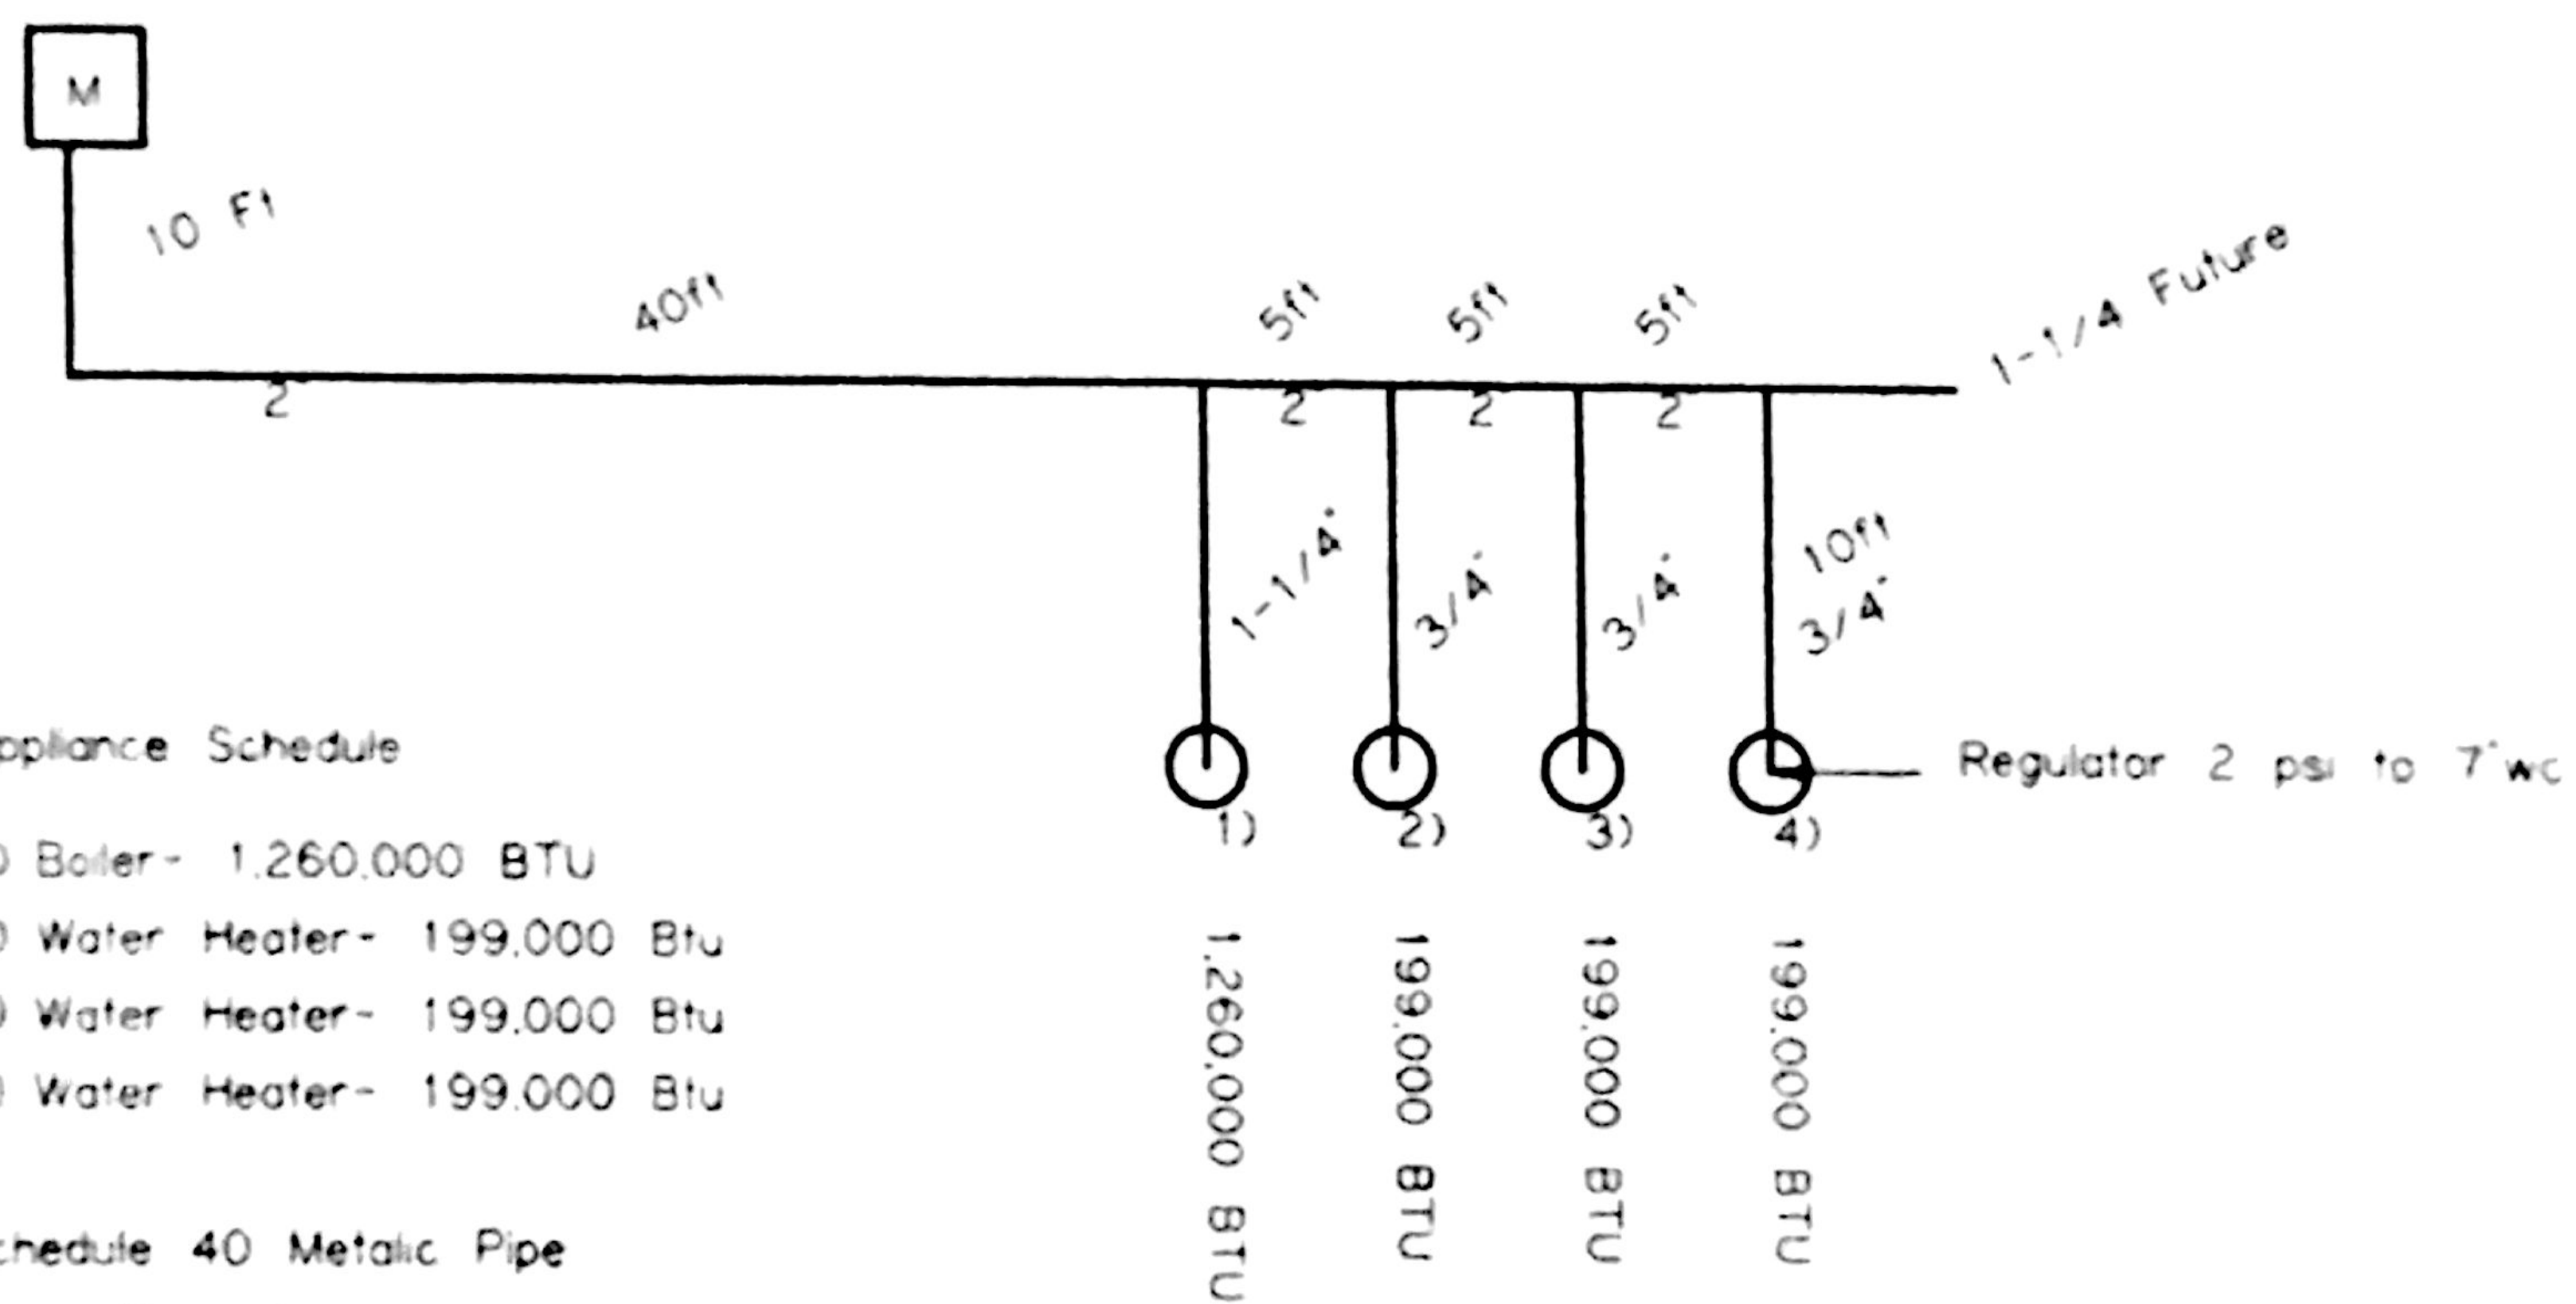 M
10 Ft
40ft
5ft
5ft
5ft
1-1/4 Future
2
2
2
2
1-1/4"
3/4"
3/4"
10ft
3/4"
1)
2)
3)
4)
Regulator 2 psi to 7"wc
ppliance Schedule
) Boiler- 1,260,000 BTU
) Water Heater- 199,000 Btu
) Water Heater- 199,000 Btu
) Water Heater- 199,000 Btu
1,260,000 BTU
199,000 BTU
199,000 BTU
199,000 BTU
chedule 40 Metalic Pipe